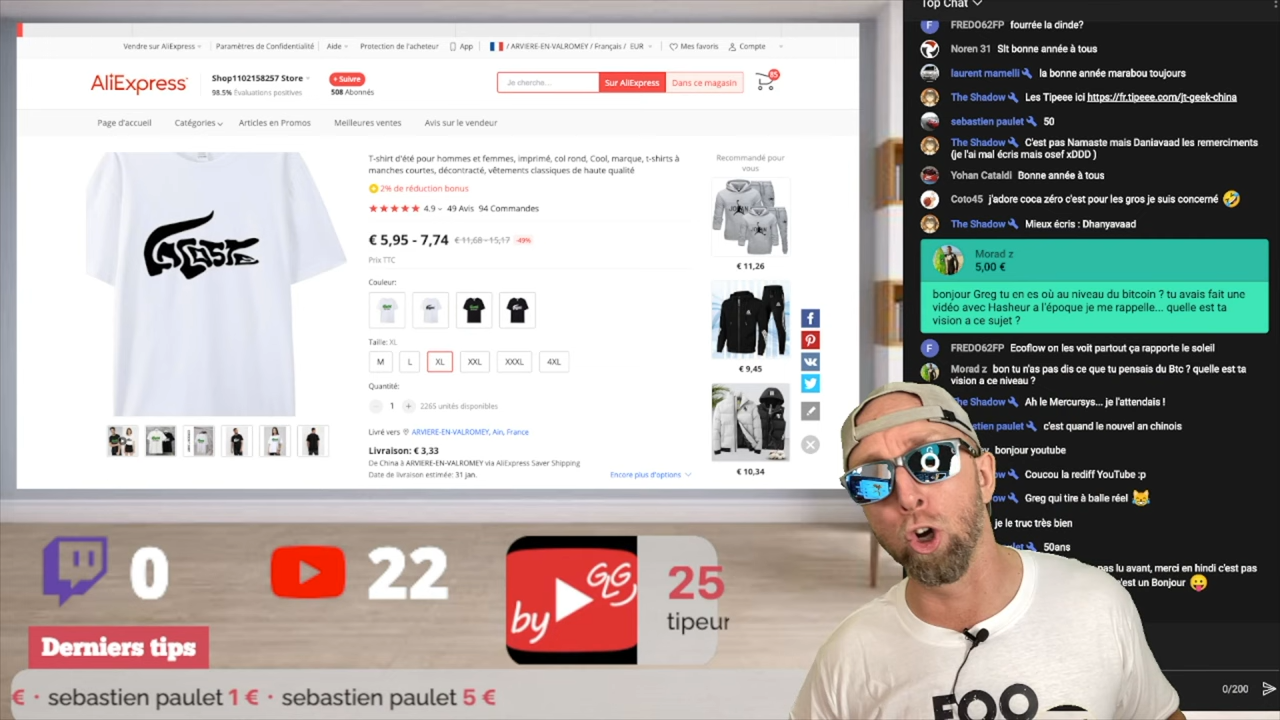 Vendre sur AliExpress
Paramètres de Confidentialité
Aide
Protection de l'acheteur
App
/ ARVIERE-EN-VALROMEY / Français / EUR
Mes favoris
Compte
AliExpress
Shop1102158257 Store
98.5% Évaluations positives
+ Suivre
508 Abonnés
Je cherche...
Sur AliExpress
Dans ce magasin
85
Page d'accueil
Catégories
Articles en Promos
Meilleures ventes
Avis sur le vendeur
T-shirt d'été pour hommes et femmes, imprimé, col rond, Cool, marque, t-shirts à
manches courtes, décontracté, vêtements classiques de haute qualité
2% de réduction bonus
4.9
49 Avis
94 Commandes
€ 5,95 - 7,74
€ 11,68 - 15,17
-49%
Prix TTC
Couleur:
Taille: XL
M
L
XL
XXL
XXXL
4XL
Quantité:
1
2265 unités disponibles
Livré vers
ARVIERE-EN-VALROMEY, Ain, France
Livraison: € 3,33
De China à ARVIERE-EN-VALROMEY via AliExpress Saver Shipping
Date de livraison estimée: 31 jan.
Encore plus d'options
Recommandé pour
vous
€ 11,26
€ 9,45
€ 10,34
Top Chat
FREDO62FP fourrée la dinde?
Noren 31 Slt bonne année à tous
laurent mamelli la bonne année marabou toujours
The Shadow Les Tipeee ici https://fr.tipeee.com/jt-geek-china
sebastien paulet 50
The Shadow C'est pas Namaste mais Daniavaad les remerciments
(je l'ai mal écris mais osef xDDD )
Yohan Cataldi Bonne année à tous
j'adore coca zéro c'est pour les gros je suis concerné
The Shadow Mieux écris : Dhanyavaad
Morad z
5,00 €
bonjour Greg tu en es où au niveau du bitcoin ? tu avais fait une
vidéo avec Hasheur a l'époque je me rappelle... quelle est ta
vision a ce sujet ?
FREDO62FP Ecoflow on les voit partout ça rapporte le soleil
Morad z bon tu n'as pas dis ce que tu pensais du Btc ? quelle est ta
vision a ce niveau ?
The Shadow Ah le Mercursys... je l'attendais !
paulet c'est quand le nouvel an chinois
bonjour youtube
Coucou la rediff YouTube :p
Greg qui tire à balle réel
je le truc très bien
50ans
pas lu avant, merci en hindi c'est pas
c'est un Bonjour
0/200
0
22
by GG
25
tipeur
Derniers tips
€ · sebastien paulet 1 € · sebastien paulet 5 €
FOO